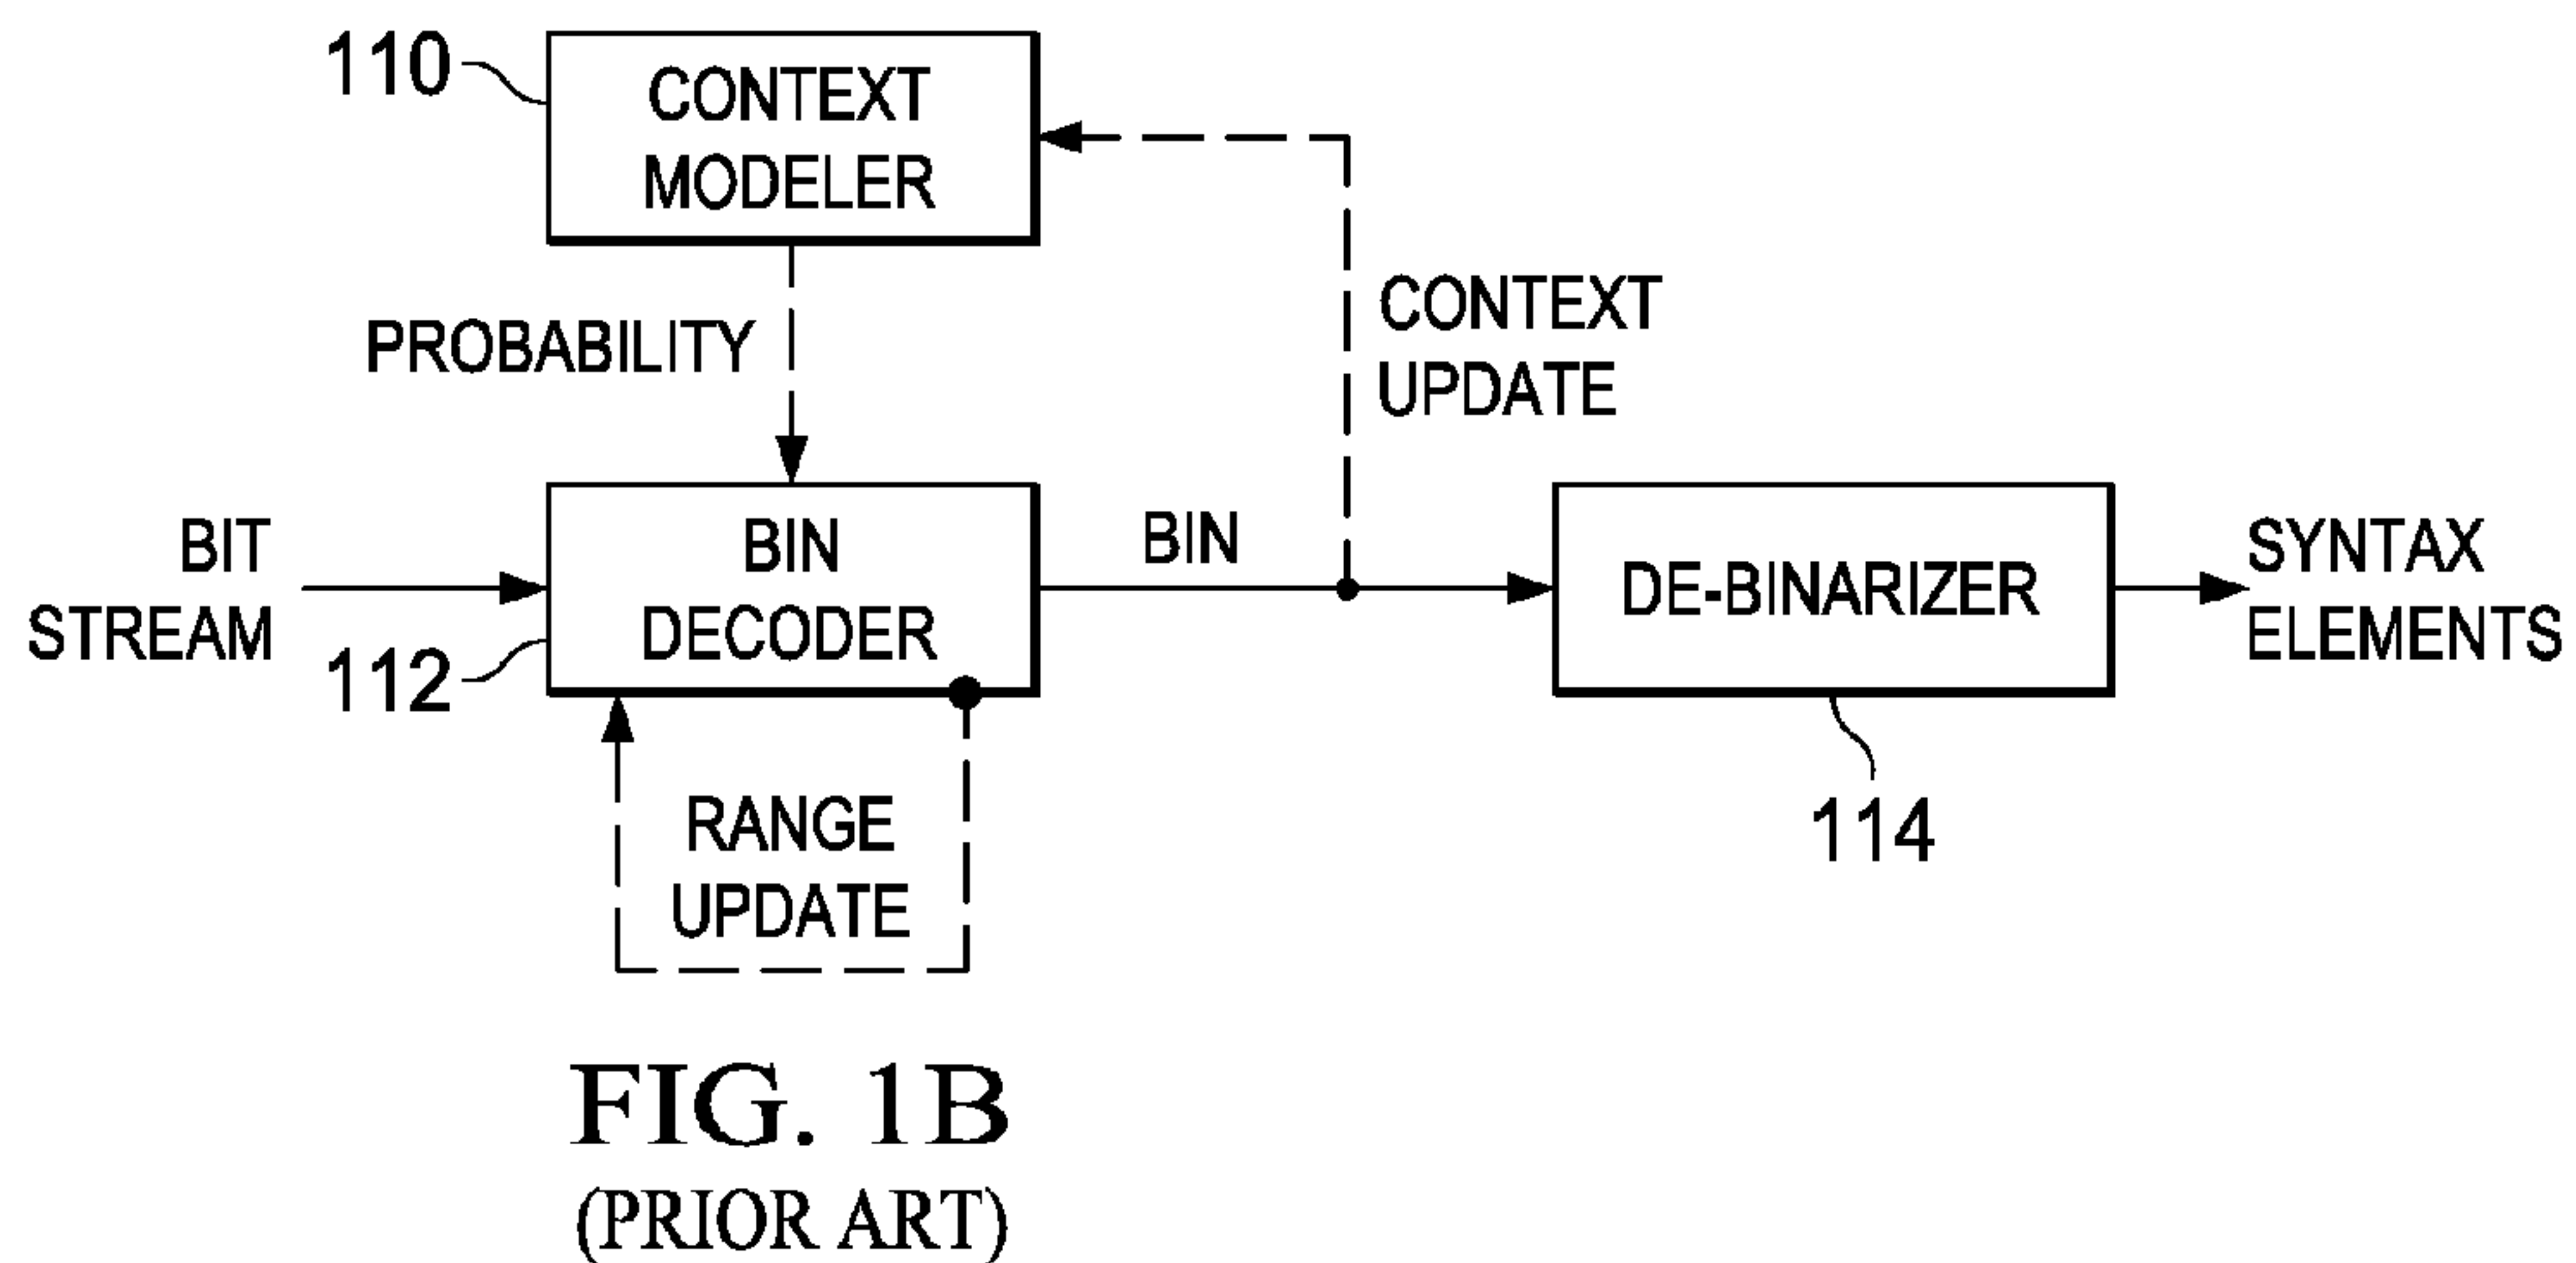 110
CONTEXT
MODELER
PROBABILITY
CONTEXT
UPDATE
BIT
STREAM
112
BIN
DECODER
BIN
DE-BINARIZER
SYNTAX
ELEMENTS
RANGE
UPDATE
114
FIG. 1B
(PRIOR ART)